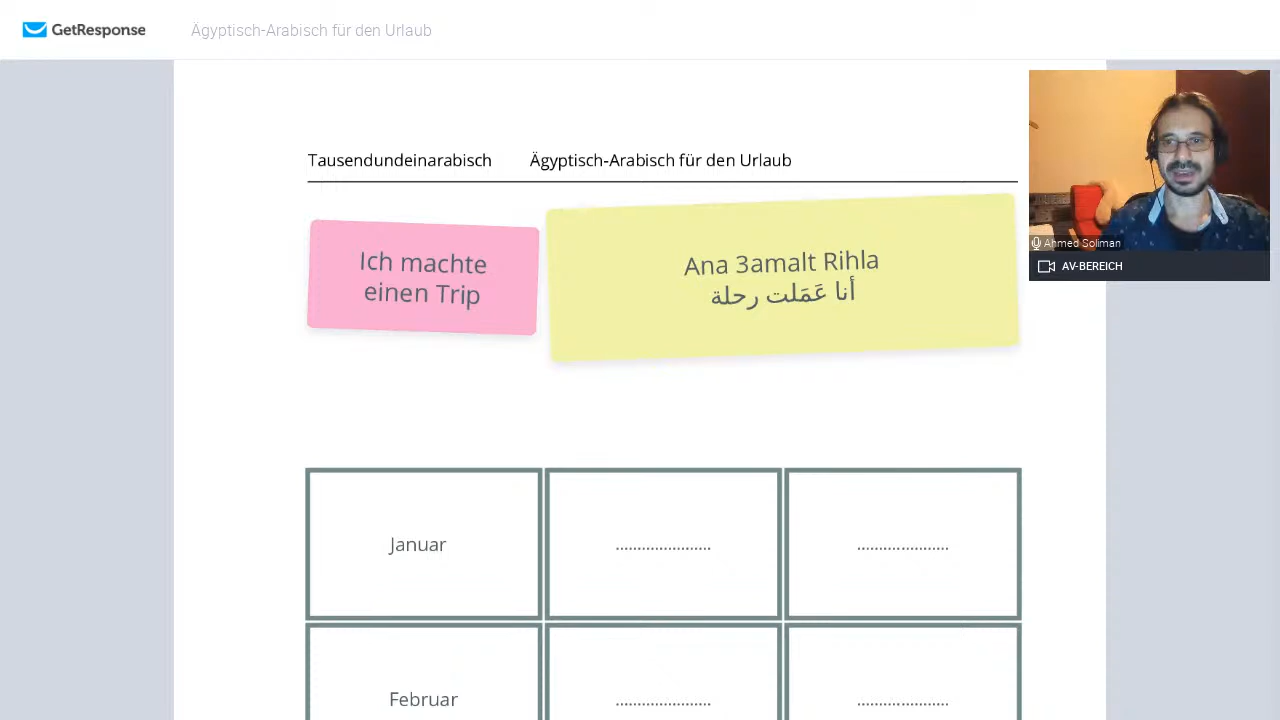 GetResponse
Ägyptisch-Arabisch für den Urlaub
Tausendundeinarabisch
Ägyptisch-Arabisch für den Urlaub
Ich machte
einen Trip
Ana 3amalt Rihla
أنا عَمَلت رحلة
Ahmed Soliman
AV-BEREICH
Januar
.....................
.....................
Februar
.....................
.....................